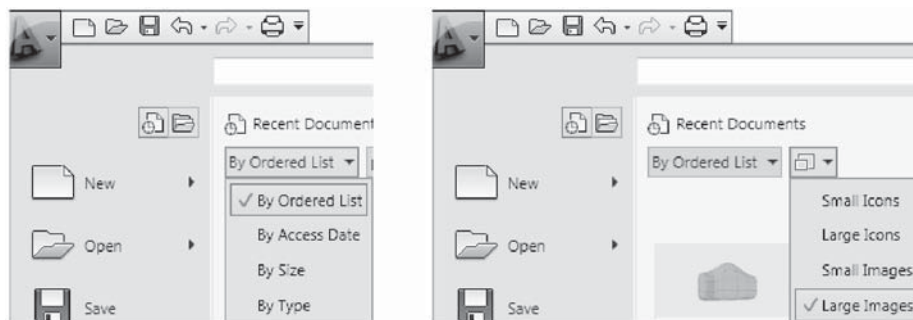 Recent Document
By Ordered List
New
By Ordered List
By Access Date
Open
By Size
By Type
Save
Recent Documents
By Ordered List
New
Small Icons
Large Icons
Open
Small Images
Save
Large Images